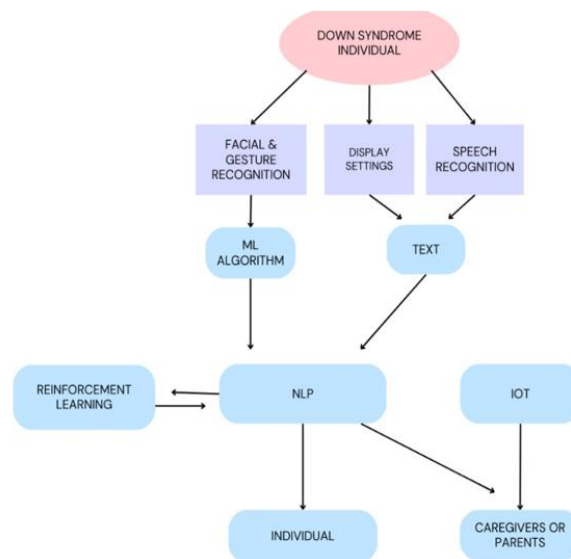 DOWN SYNDROME
INDIVIDUAL
FACIAL &
GESTURE
RECOGNITION
DISPLAY
SETTINGS
SPEECH
RECOGNITION
ML
ALGORITHM
TEXT
REINFORCEMENT
LEARNING
NLP
IOT
INDIVIDUAL
CAREGIVERS OR
PARENTS